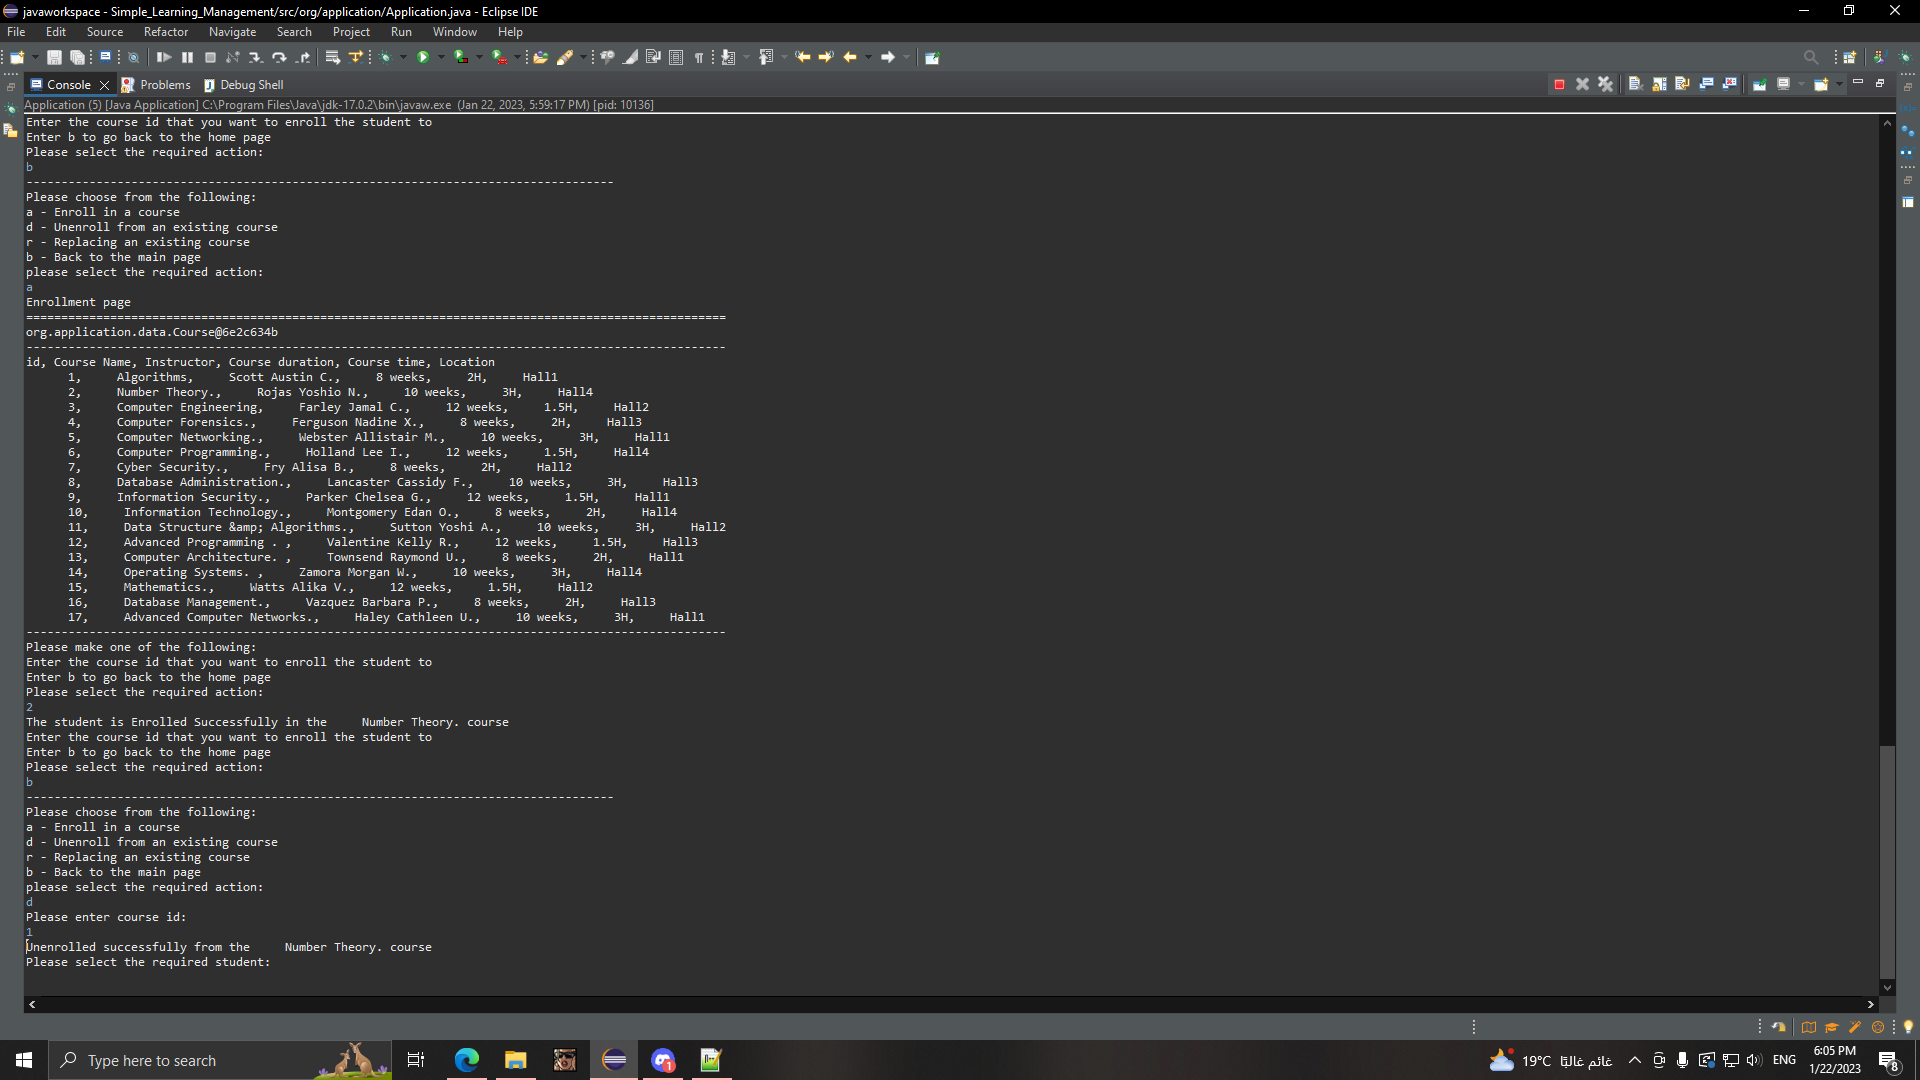 javaworkspace - Simple_Learning_Management/src/org/application/Application.java - Eclipse IDE
File Edit Source Refactor Navigate Search Project Run Window Help
Console Problems Debug Shell
Application (5) [Java Application] C:\Program Files\Java\jdk-17.0.2\bin\javaw.exe (Jan 22, 2023, 5:59:17 PM) [pid: 10136]
Enter the course id that you want to enroll the student to
Enter b to go back to the home page
Please select the required action:
b
------------------------------------------------------------------------------------
Please choose from the following:
a - Enroll in a course
d - Unenroll from an existing course
r - Replacing an existing course
b - Back to the main page
please select the required action:
a
Enrollment page
====================================================================================================
org.application.data.Course@6e2c634b
----------------------------------------------------------------------------------------------------
id, Course Name, Instructor, Course duration, Course time, Location
1, Algorithms, Scott Austin C., 8 weeks, 2H, Hall1
2, Number Theory., Rojas Yoshio N., 10 weeks, 3H, Hall4
3, Computer Engineering, Farley Jamal C., 12 weeks, 1.5H, Hall2
4, Computer Forensics., Ferguson Nadine X., 8 weeks, 2H, Hall3
5, Computer Networking., Webster Allistair M., 10 weeks, 3H, Hall1
6, Computer Programming., Holland Lee I., 12 weeks, 1.5H, Hall4
7, Cyber Security., Fry Alisa B., 8 weeks, 2H, Hall2
8, Database Administration., Lancaster Cassidy F., 10 weeks, 3H, Hall3
9, Information Security., Parker Chelsea G., 12 weeks, 1.5H, Hall1
10, Information Technology., Montgomery Edan O., 8 weeks, 2H, Hall4
11, Data Structure &amp; Algorithms., Sutton Yoshi A., 10 weeks, 3H, Hall2
12, Advanced Programming . , Valentine Kelly R., 12 weeks, 1.5H, Hall3
13, Computer Architecture. , Townsend Raymond U., 8 weeks, 2H, Hall1
14, Operating Systems. , Zamora Morgan W., 10 weeks, 3H, Hall4
15, Mathematics., Watts Alika V., 12 weeks, 1.5H, Hall2
16, Database Management., Vazquez Barbara P., 8 weeks, 2H, Hall3
17, Advanced Computer Networks., Haley Cathleen U., 10 weeks, 3H, Hall1
----------------------------------------------------------------------------------------------------
Please make one of the following:
Enter the course id that you want to enroll the student to
Enter b to go back to the home page
Please select the required action:
2
The student is Enrolled Successfully in the Number Theory. course
Enter the course id that you want to enroll the student to
Enter b to go back to the home page
Please select the required action:
b
------------------------------------------------------------------------------------
Please choose from the following:
a - Enroll in a course
d - Unenroll from an existing course
r - Replacing an existing course
b - Back to the main page
please select the required action:
d
Please enter course id:
1
Unenrolled successfully from the Number Theory. course
Please select the required student:
Type here to search
19°C غائم غالبًا ENG
6:05 PM
1/22/2023
8
1